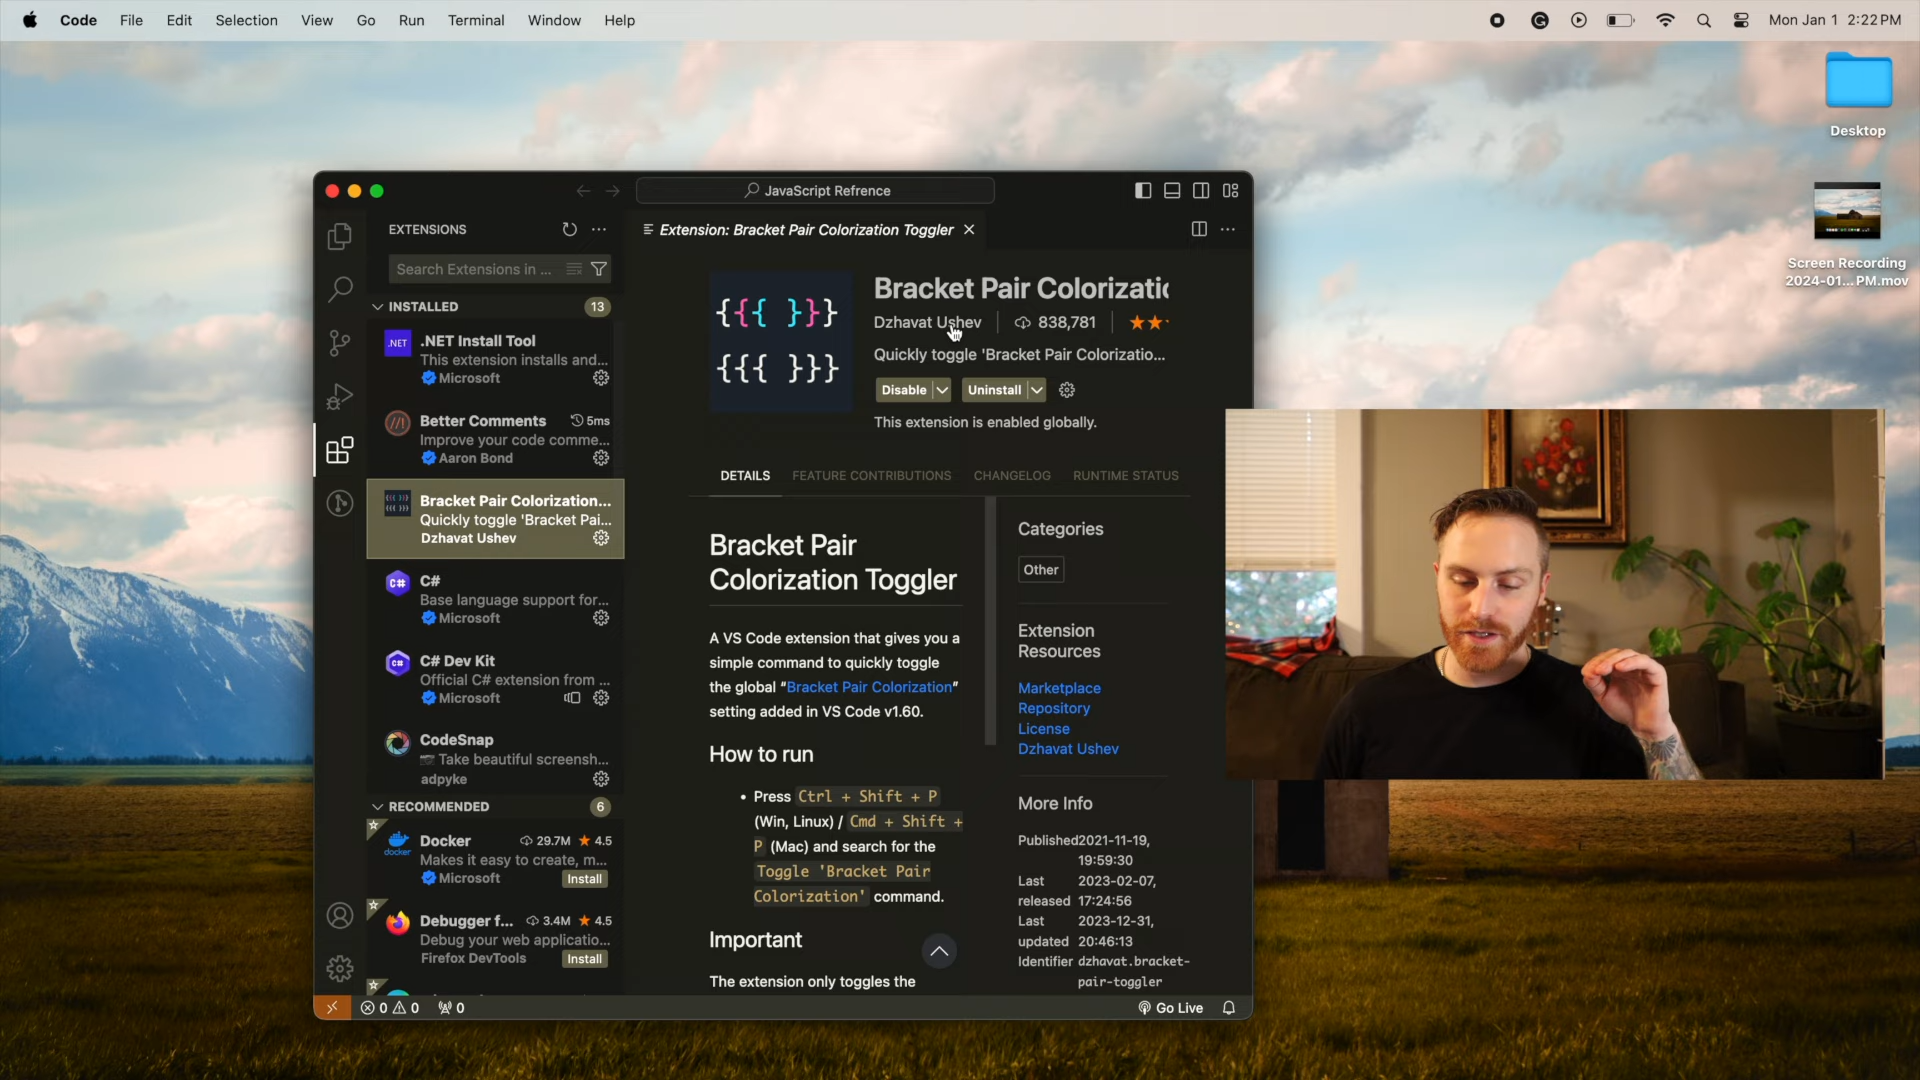 Code File Edit Selection View Go Run Terminal Window Help
Mon Jan 1 2:22 PM
Desktop
Screen Recording
2024-01... PM.mov
JavaScript Refrence
EXTENSIONS
Search Extensions in ...
INSTALLED 13
.NET
.NET Install Tool
This extension installs and...
Microsoft
Better Comments 5ms
Improve your code comme...
Aaron Bond
Bracket Pair Colorization...
Quickly toggle 'Bracket Pai...
Dzhavat Ushev
C#
C#
Base language support for...
Microsoft
C#
C# Dev Kit
Official C# extension from ...
Microsoft
CodeSnap
Take beautiful screensh...
adpyke
RECOMMENDED 6
docker
Docker 29.7M 4.5
Makes it easy to create, m...
Microsoft Install
Debugger f... 3.4M 4.5
Debug your web applicatio...
Firefox DevTools Install
0 0 0
Go Live
Extension: Bracket Pair Colorization Toggler
{{{ }}}
{{{ }}}
Bracket Pair Colorizatic
Dzhavat Ushev 838,781
Quickly toggle 'Bracket Pair Colorizatio...
Disable Uninstall
This extension is enabled globally.
DETAILS FEATURE CONTRIBUTIONS CHANGELOG RUNTIME STATUS
Bracket Pair
Colorization Toggler
A VS Code extension that gives you a
simple command to quickly toggle
the global "Bracket Pair Colorization"
setting added in VS Code v1.60.
How to run
• Press Ctrl + Shift + P
(Win, Linux) / Cmd + Shift +
P (Mac) and search for the
Toggle 'Bracket Pair
Colorization' command.
Important
The extension only toggles the
Categories
Other
Extension
Resources
Marketplace
Repository
License
Dzhavat Ushev
More Info
Published 2021-11-19,
19:59:30
Last 2023-02-07,
released 17:24:56
Last 2023-12-31,
updated 20:46:13
Identifier dzhavat.bracket-
pair-toggler